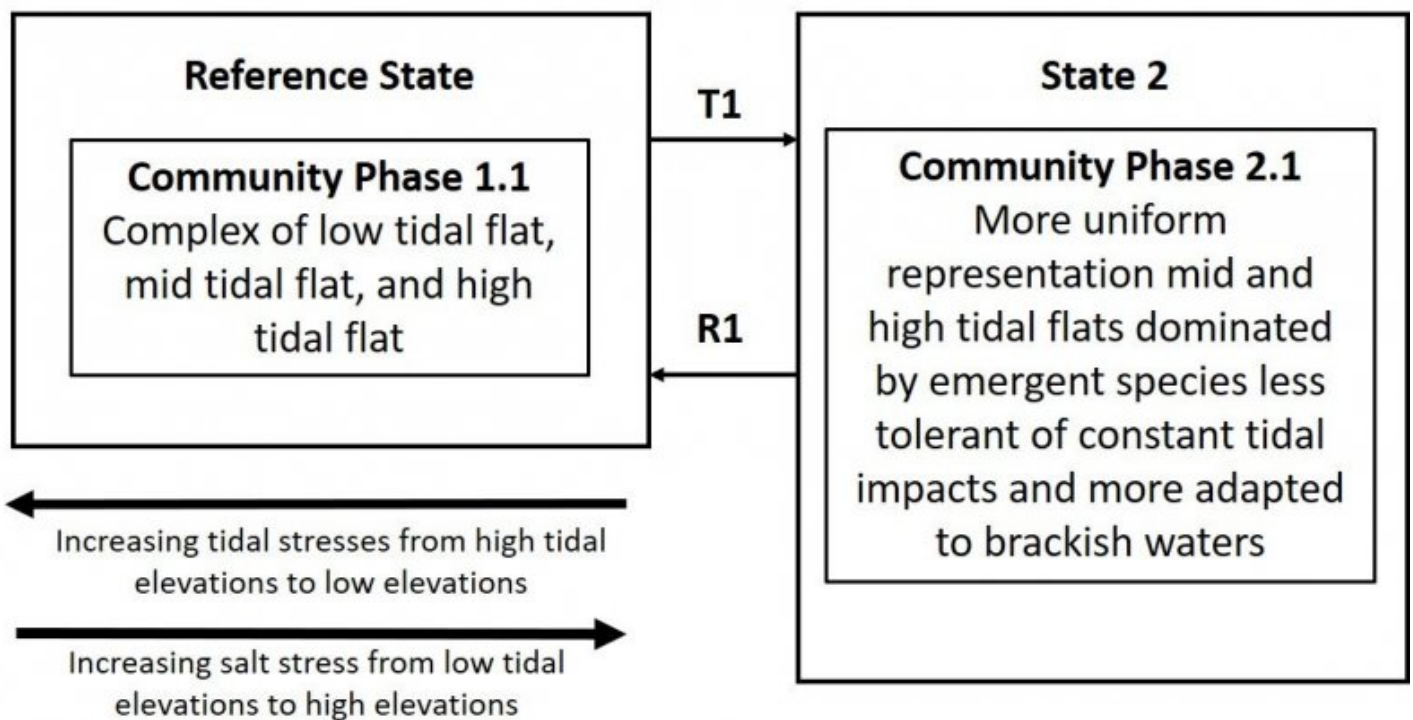 Reference State
Community Phase 1.1
Complex of low tidal flat,
mid tidal flat, and high
tidal flat
T1
R1
State 2
Community Phase 2.1
More uniform
representation mid and
high tidal flats dominated
by emergent species less
tolerant of constant tidal
impacts and more adapted
to brackish waters
Increasing tidal stresses from high tidal
elevations to low elevations
Increasing salt stress from low tidal
elevations to high elevations